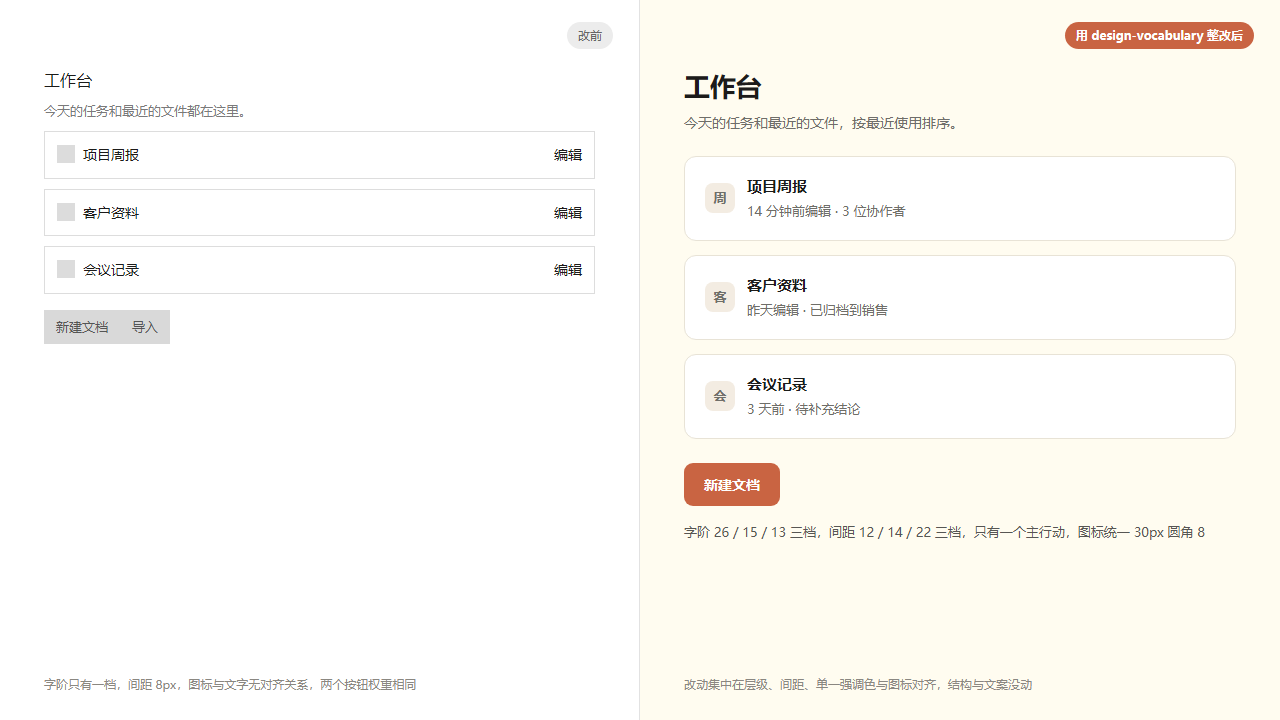 改前
工作台
今天的任务和最近的文件都在这里。
项目周报 编辑
客户资料 编辑
会议记录 编辑
新建文档 导入
字阶只有一档，间距 8px，图标与文字无对齐关系，两个按钮权重相同
用 design-vocabulary 整改后
工作台
今天的任务和最近的文件，按最近使用排序。
周
项目周报
14 分钟前编辑 · 3 位协作者
客
客户资料
昨天编辑 · 已归档到销售
会
会议记录
3 天前 · 待补充结论
新建文档
字阶 26 / 15 / 13 三档，间距 12 / 14 / 22 三档，只有一个主行动，图标统一 30px 圆角 8
改动集中在层级、间距、单一强调色与图标对齐，结构与文案没动